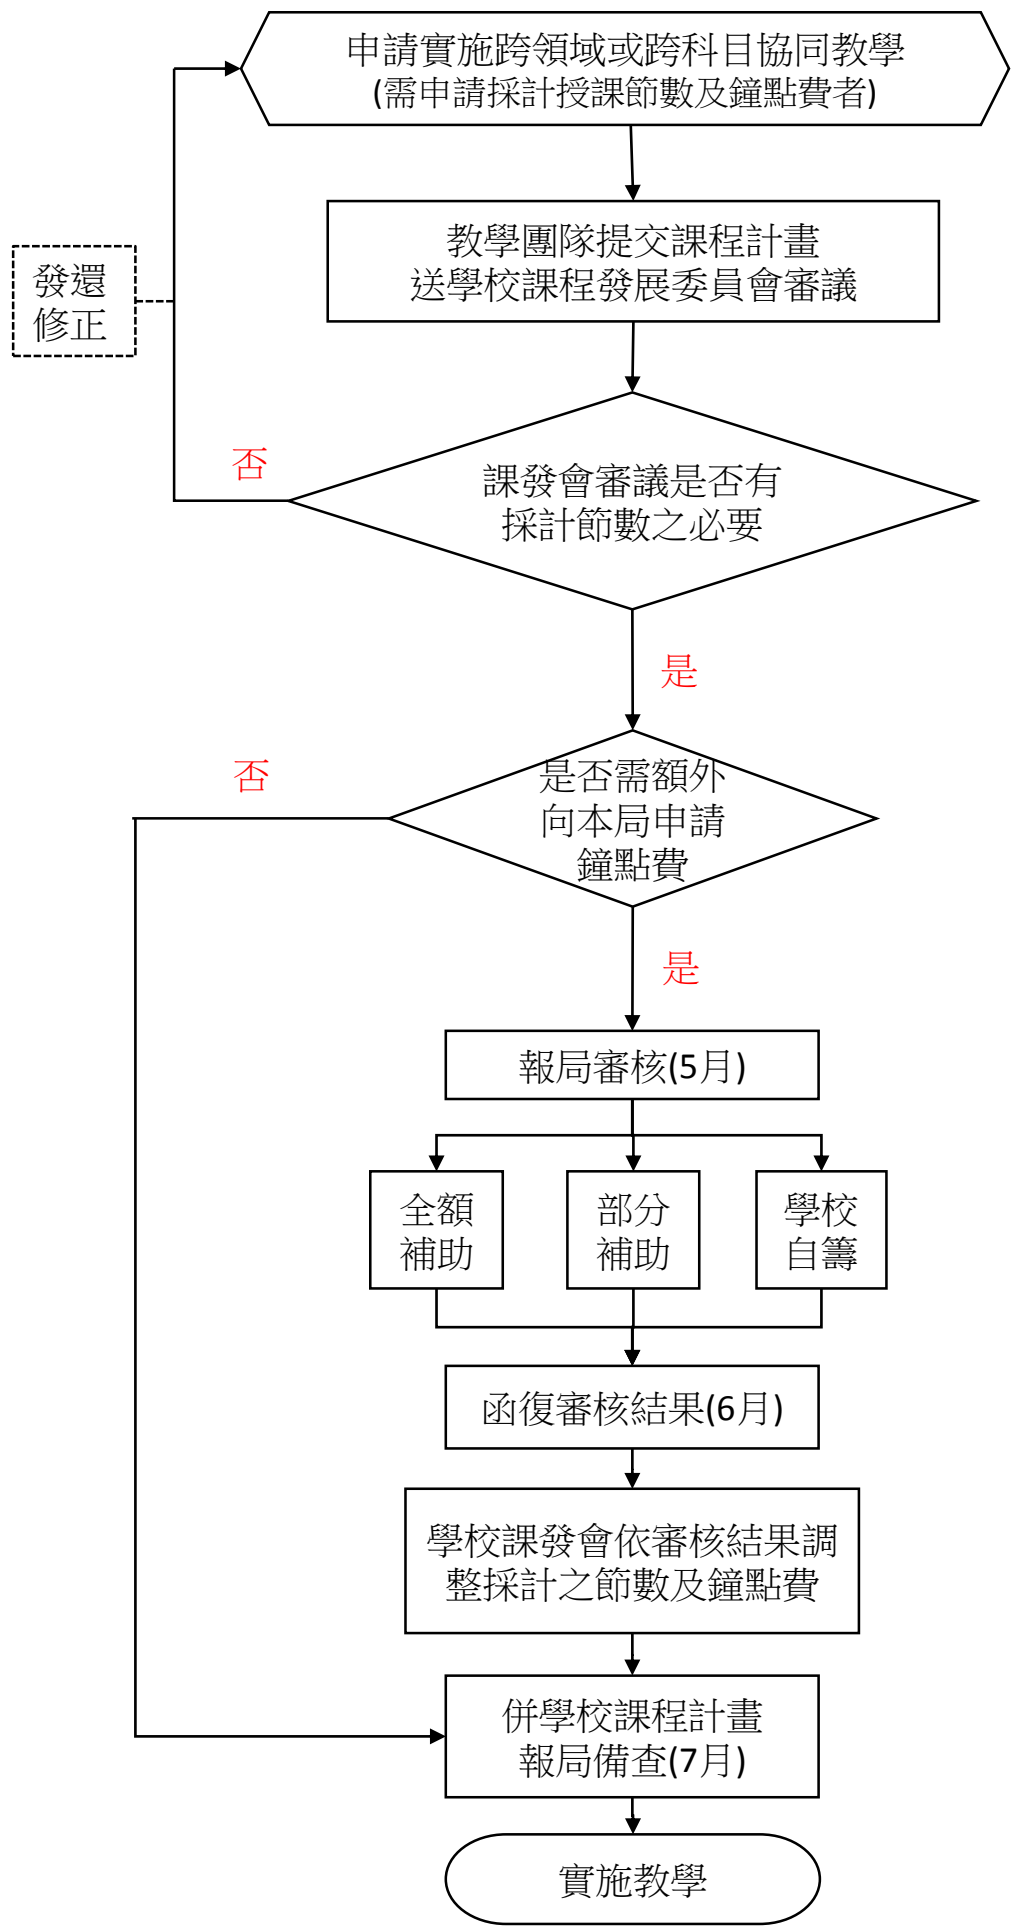 申請實施跨領域或跨科目協同教學
(需申請採計授課節數及鐘點費者)
教學團隊提交課程計畫
送學校課程發展委員會審議
發還
修正
否
課發會審議是否有
採計節數之必要
是
否
是否需額外
向本局申請
鐘點費
是
報局審核(5月)
全額
補助
部分
補助
學校
自籌
函復審核結果(6月)
學校課發會依審核結果調
整採計之節數及鐘點費
併學校課程計畫
報局備查(7月)
實施教學